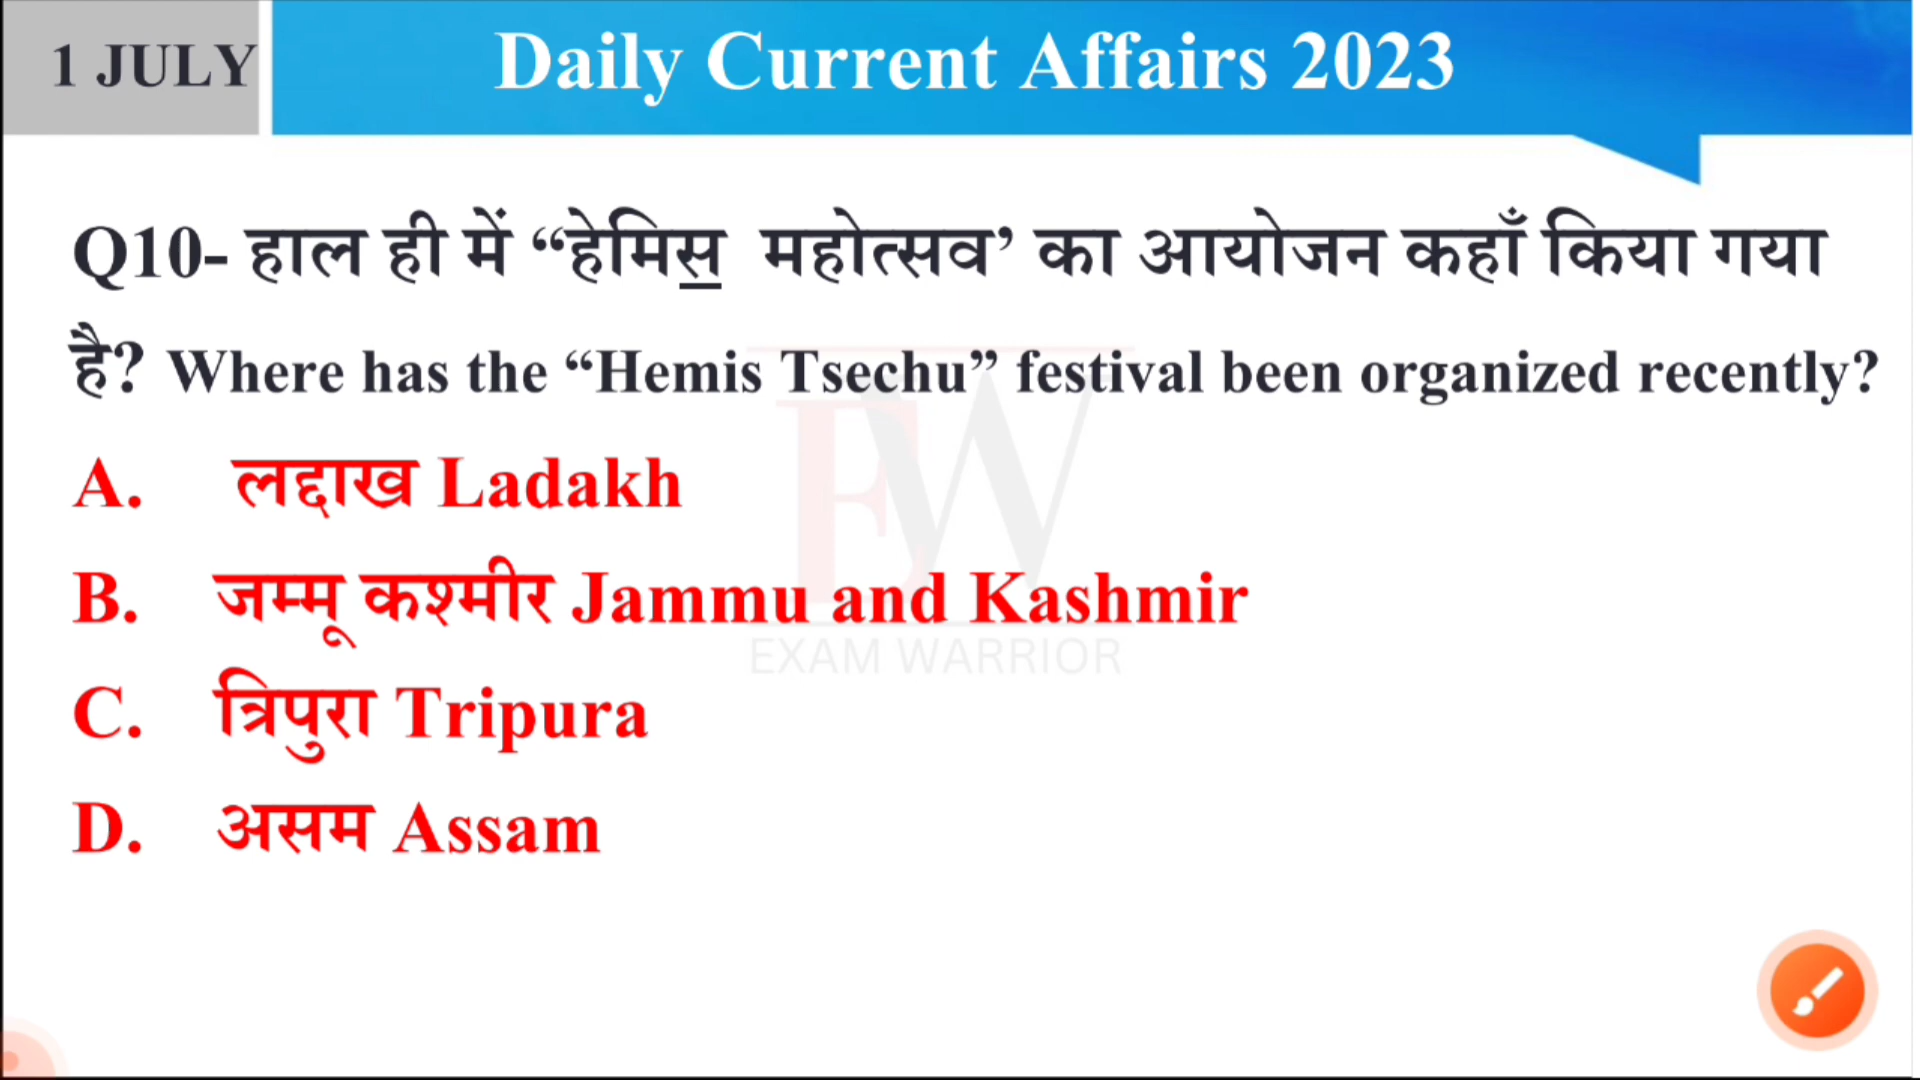 1 JULY
Daily Current Affairs 2023
Q10- हाल ही में “हेमिस महोत्सव’ का आयोजन कहाँ किया गया
है? Where has the “Hemis Tsechu” festival been organized recently?
A. लद्दाख Ladakh
B. जम्मू कश्मीर Jammu and Kashmir
EXAM WARRIOR
C. त्रिपुरा Tripura
D. असम Assam